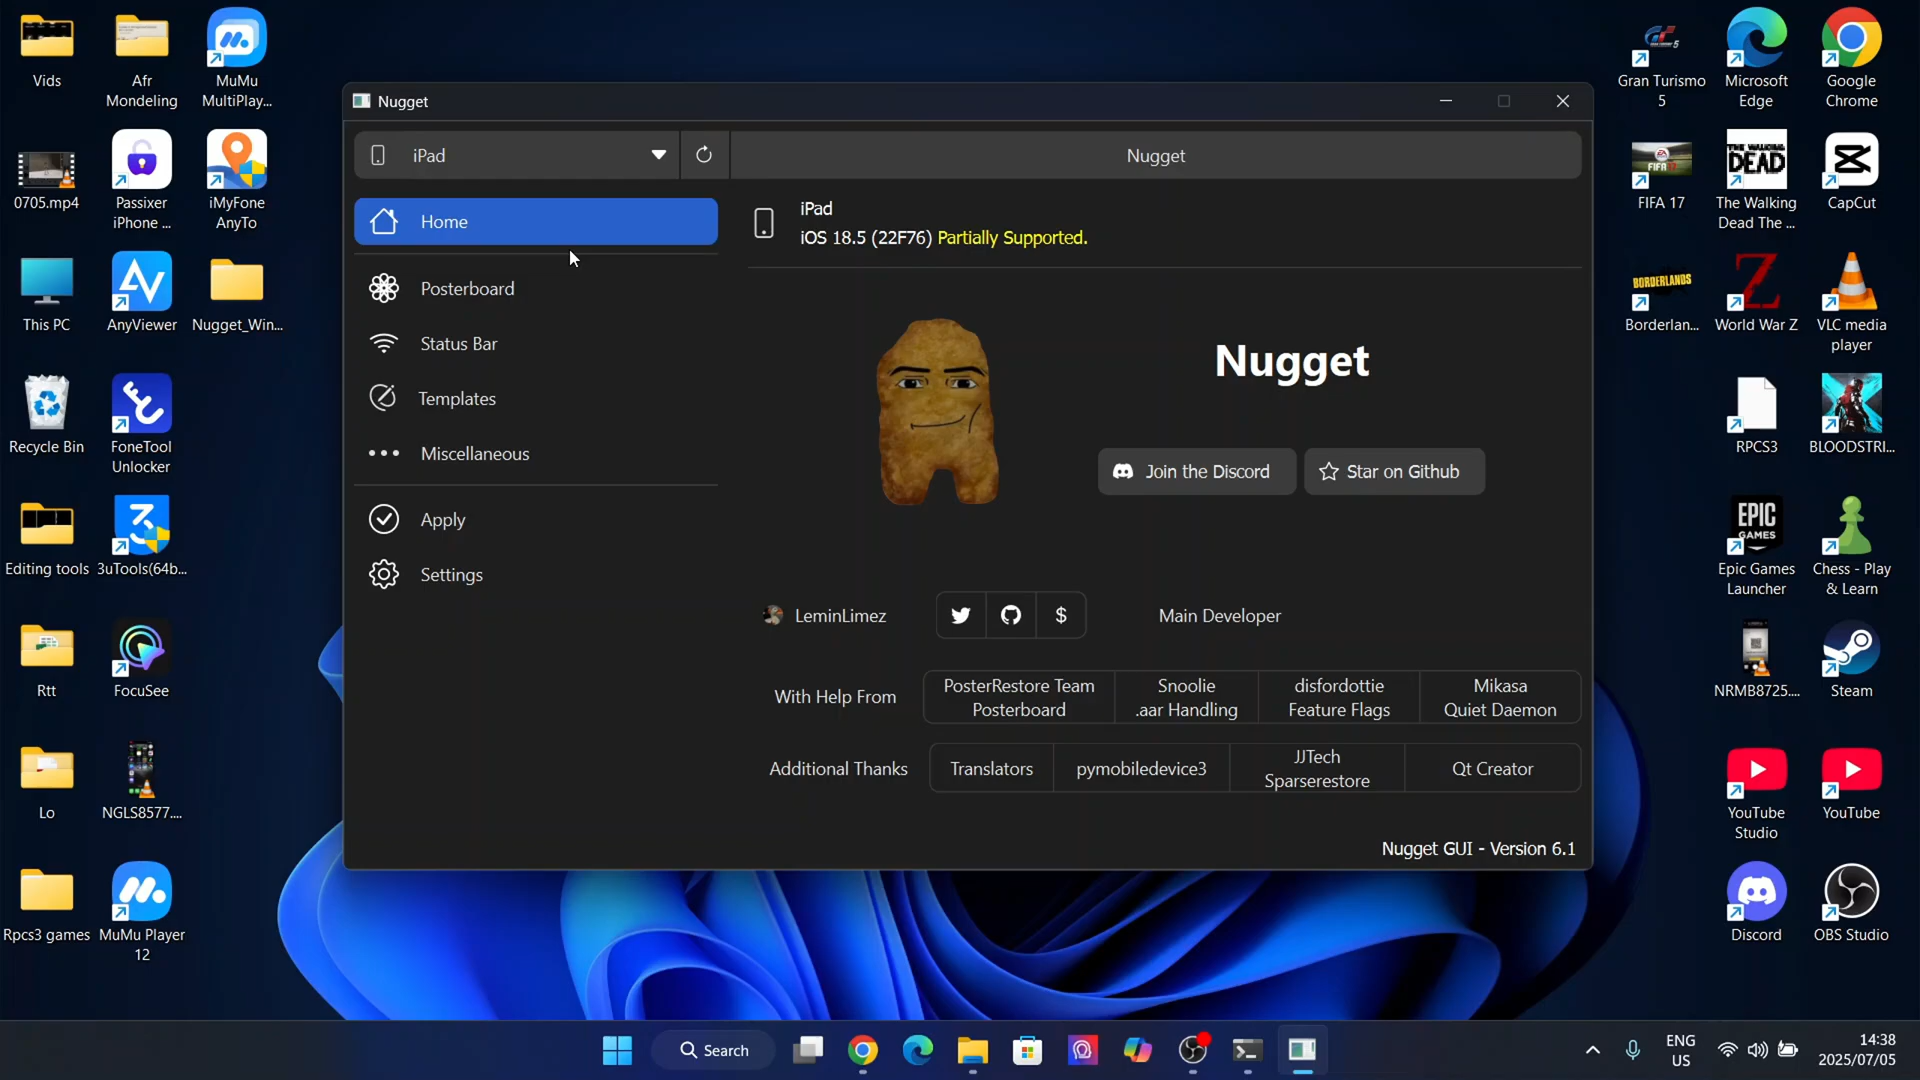 Vids
Afr
Mondeling
MuMu
MultiPlay...
0705.mp4
Passixer
iPhone ...
iMyFone
AnyTo
This PC
AnyViewer
Nugget_Win...
Recycle Bin
FoneTool
Unlocker
Editing tools
3uTools(64b...
Rtt
FocuSee
Lo
NGLS8577....
Rpcs3 games
MuMu Player
12
Nugget
iPad
Nugget
Home
Posterboard
Status Bar
Templates
Miscellaneous
Apply
Settings
iPad
iOS 18.5 (22F76) Partially Supported.
Nugget
Join the Discord
Star on Github
LeminLimez
$
Main Developer
With Help From
PosterRestore Team
Posterboard
Snoolie
.aar Handling
disfordottie
Feature Flags
Mikasa
Quiet Daemon
Additional Thanks
Translators
pymobiledevice3
JJTech
Sparserestore
Qt Creator
Nugget GUI - Version 6.1
Gran Turismo
5
Microsoft
Edge
Google
Chrome
FIFA 17
THE WALKING
DEAD
The Walking
Dead The ...
CapCut
BORDERLANDS
Borderlan...
World War Z
VLC media
player
RPCS3
BLOODSTRI...
EPIC
GAMES
Epic Games
Launcher
Chess - Play
& Learn
NRMB8725....
Steam
YouTube
Studio
YouTube
Discord
OBS Studio
Search
ENG
US
14:38
2025/07/05